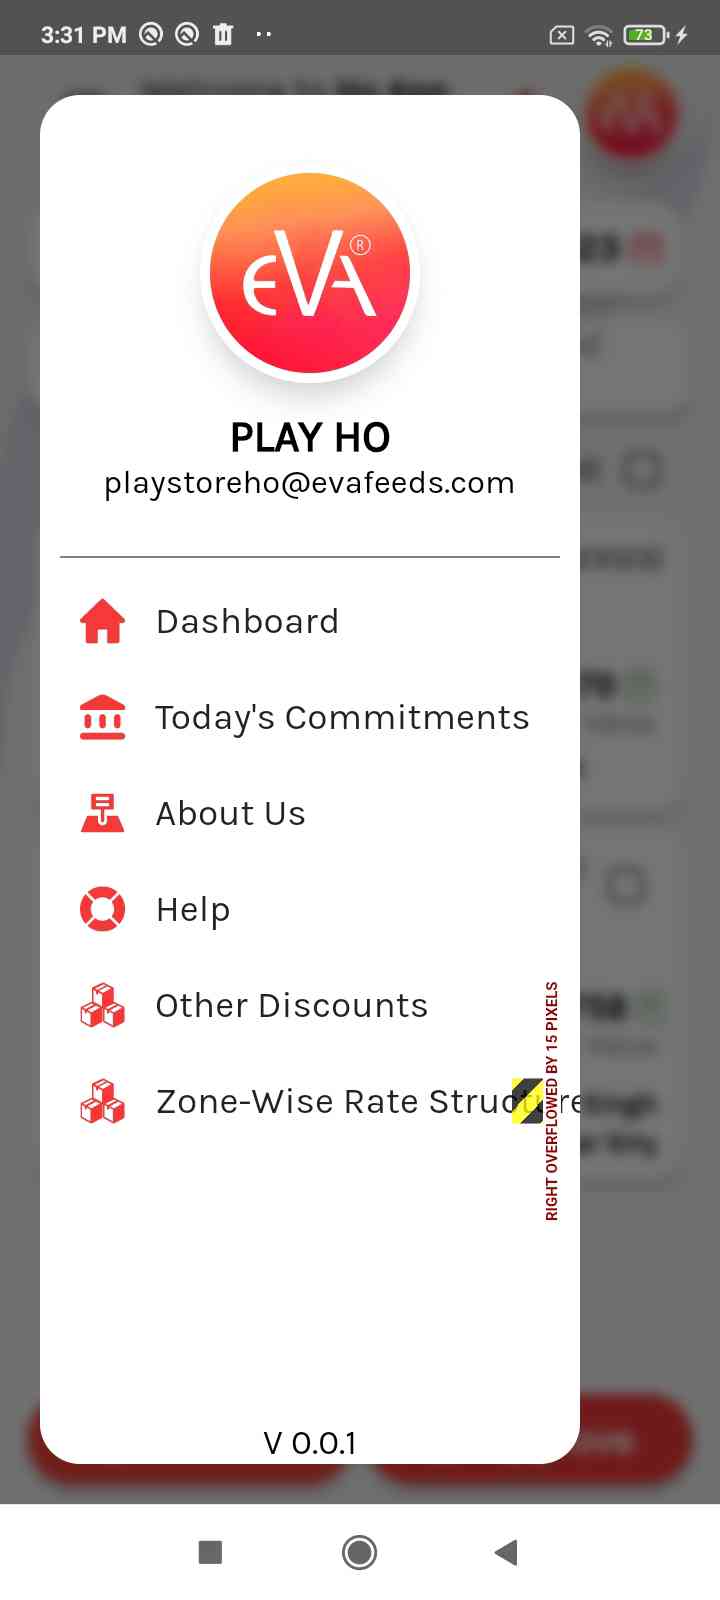 3:31 PM
73
eVA®
PLAY HO
playstoreho@evafeeds.com
Dashboard
Today's Commitments
About Us
Help
Other Discounts
Zone-Wise Rate Structure
RIGHT OVERFLOWED BY 15 PIXELS
V 0.0.1